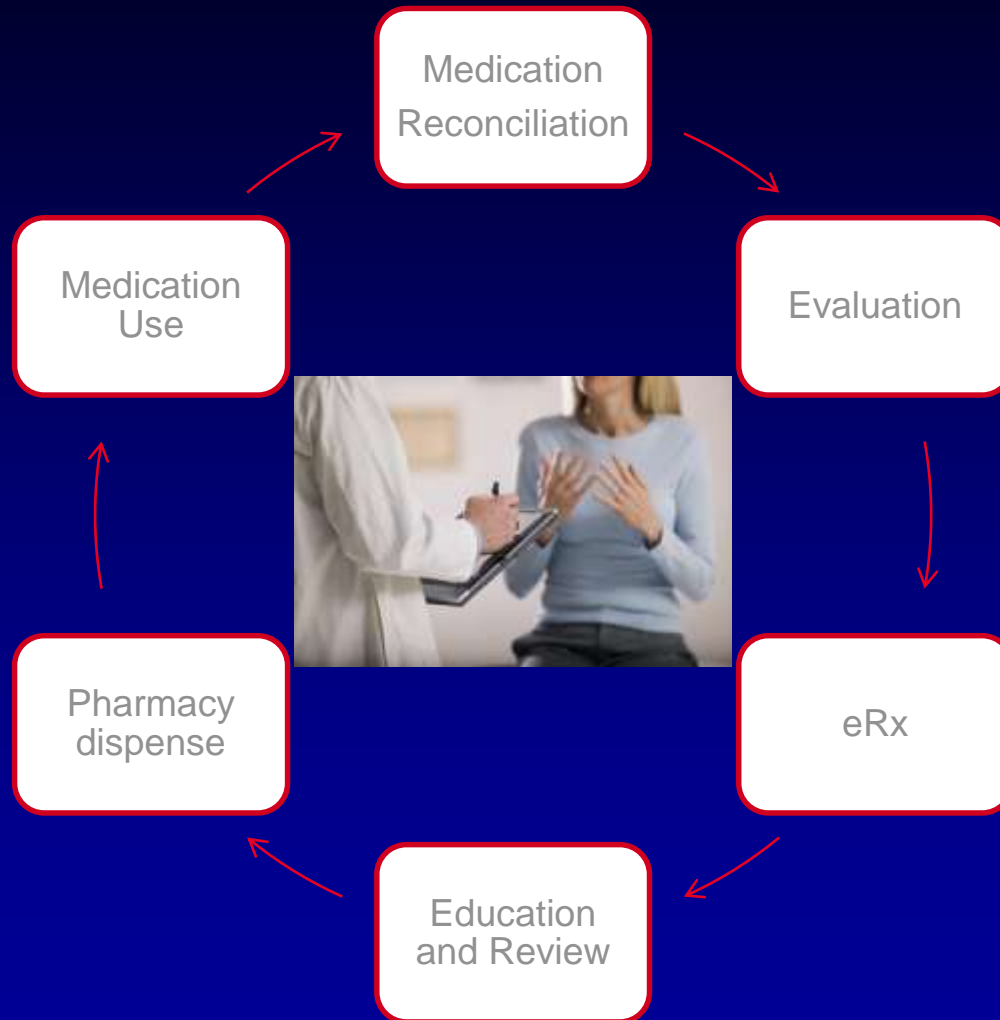 Medication
Reconciliation
Evaluation
eRx
Education
and Review
Pharmacy
dispense
Medication
Use